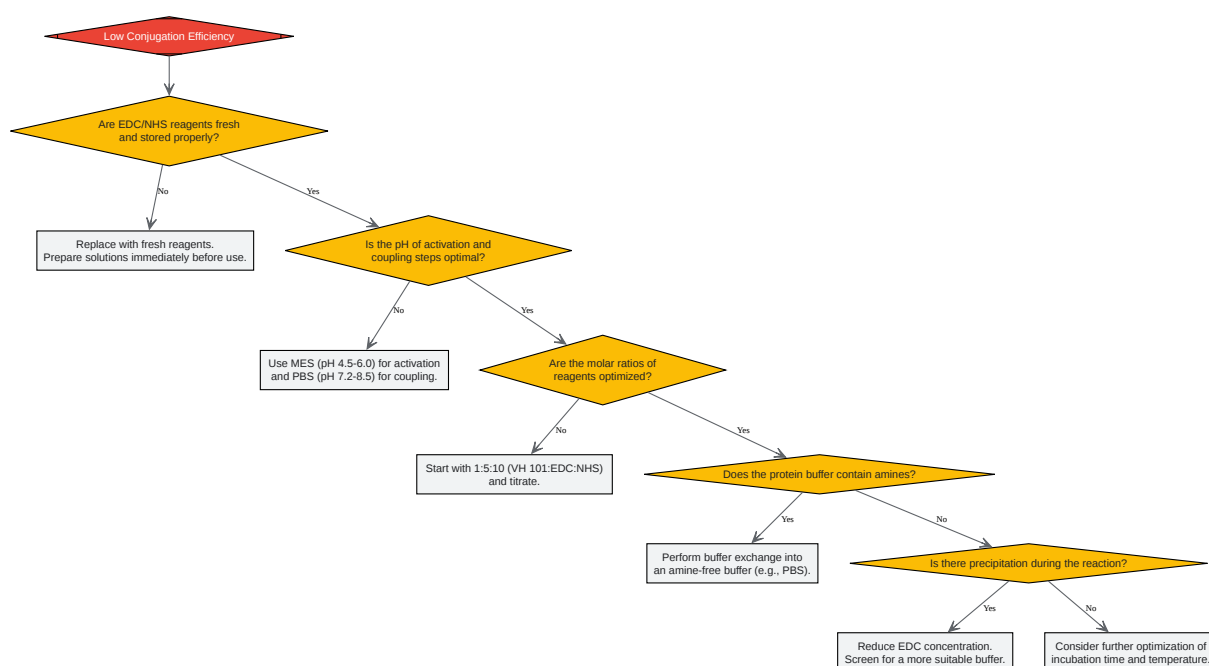 Low Conjugation Efficiency
Are EDC/NHS reagents fresh
and stored properly?
No
Yes
Replace with fresh reagents.
Prepare solutions immediately before use.
Is the pH of activation and
coupling steps optimal?
No
Yes
Use MES (pH 4.5-6.0) for activation
and PBS (pH 7.2-8.5) for coupling.
Are the molar ratios of
reagents optimized?
No
Yes
Start with 1:5:10 (VH 101:EDC:NHS)
and titrate.
Does the protein buffer contain amines?
Yes
No
Perform buffer exchange into
an amine-free buffer (e.g., PBS).
Is there precipitation during the reaction?
Yes
No
Reduce EDC concentration.
Screen for a more suitable buffer.
Consider further optimization of
incubation time and temperature.